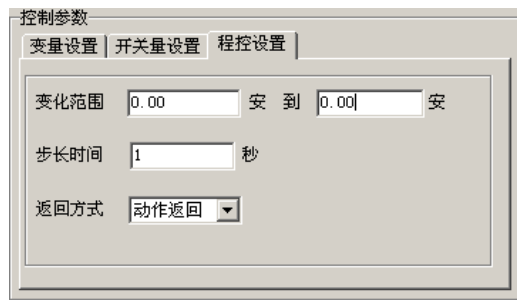 控制参数
变量设置 开关量设置 程控设置
变化范围 0.00 安 到 0.00 安
步长时间 1 秒
返回方式 动作返回